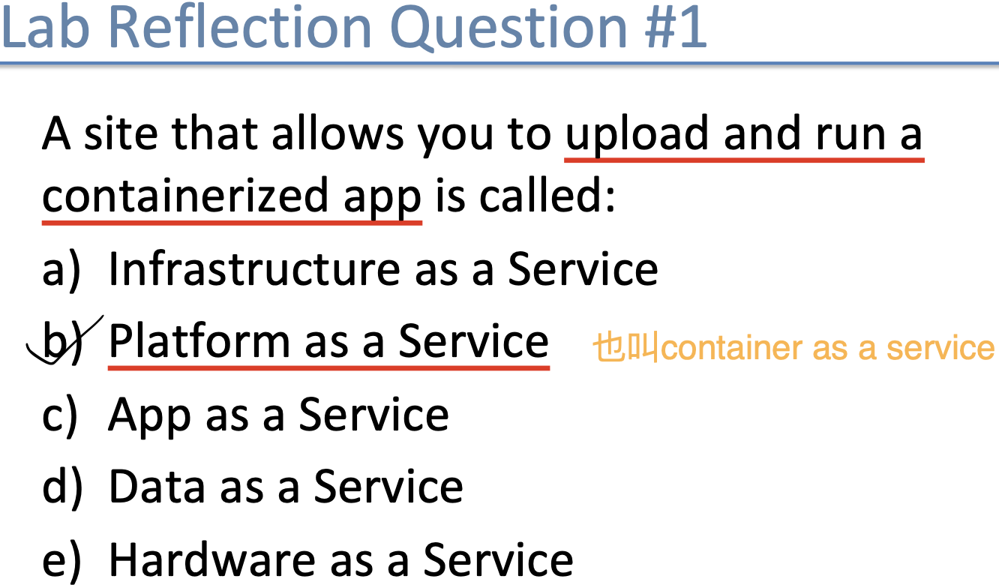 Lab Reflection Question #1
A site that allows you to upload and run a
containerized app is called:
a) Infrastructure as a Service
b) Platform as a Service 也叫container as a service
c) App as a Service
d) Data as a Service
e) Hardware as a Service